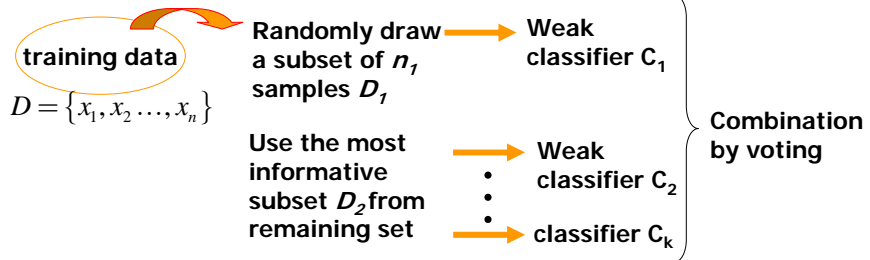 training data
D = {x₁, x₂ ..., xₙ}
Randomly draw
a subset of n₁
samples D₁
Weak
classifier C₁
Use the most
informative
subset D₂ from
remaining set
Weak
classifier C₂
classifier Cₖ
Combination
by voting